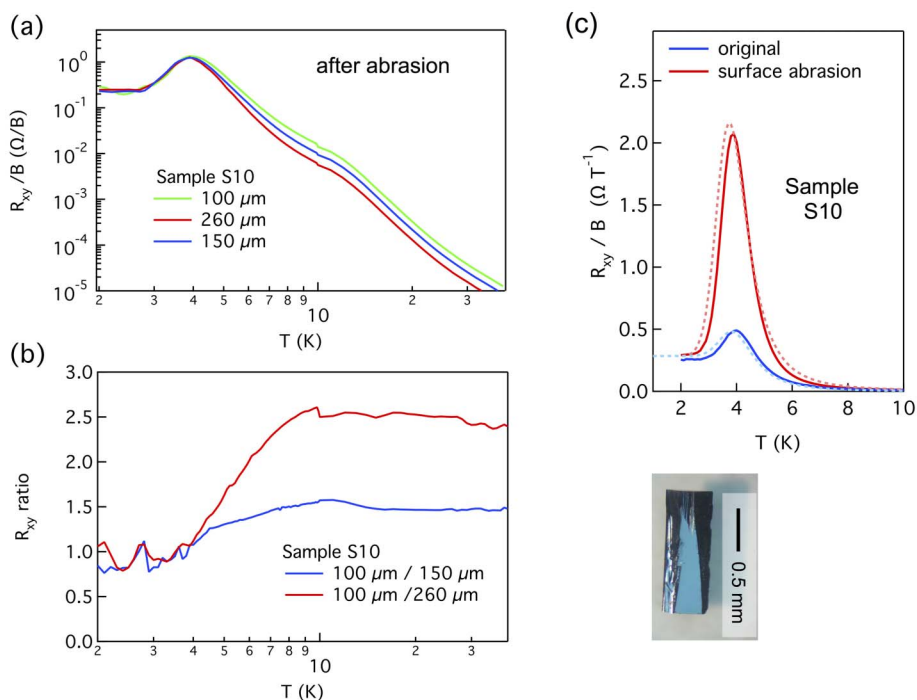 (a)
R_xy /B (Ω/B)
10^0
10^-1
10^-2
10^-3
10^-4
10^-5
after abrasion
Sample S10
100 µm
260 µm
150 µm
2 3 4 5 6 7 8 9 10 2 3
T (K)
(b)
R_xy ratio
3.0
2.5
2.0
1.5
1.0
0.5
0.0
Sample S10
100 µm / 150 µm
100 µm /260 µm
2 3 4 5 6 7 8 9 10 2 3
T (K)
(c)
original
surface abrasion
R_xy / B (Ω T^-1)
2.5
2.0
1.5
1.0
0.5
0.0
Sample
S10
2 4 6 8 10
T (K)
0.5 mm